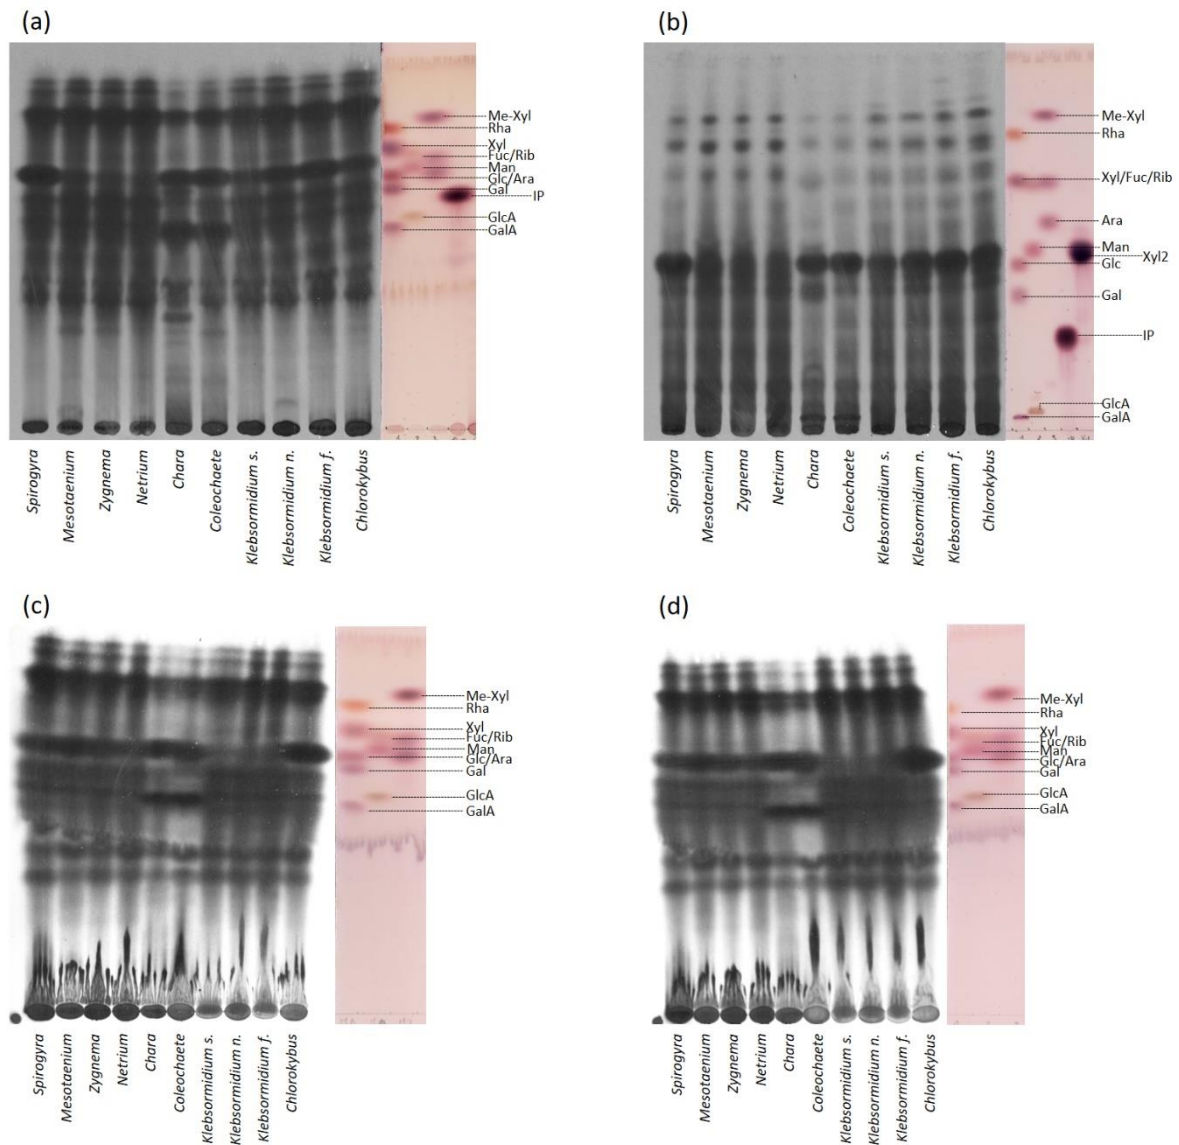 (a)
Me-Xyl
Rha
Xyl
Fuc/Rib
Man
Glc/Ara
Gal
IP
GlcA
GalA
Spirogyra
Mesotaenium
Zygnema
Netrium
Chara
Coleochaete
Klebsormidium s.
Klebsormidium n.
Klebsormidium f.
Chlorokybus
(b)
Me-Xyl
Rha
Xyl/Fuc/Rib
Ara
Man
Xyl2
Glc
Gal
IP
GlcA
GalA
Spirogyra
Mesotaenium
Zygnema
Netrium
Chara
Coleochaete
Klebsormidium s.
Klebsormidium n.
Klebsormidium f.
Chlorokybus
(c)
Me-Xyl
Rha
Xyl
Fuc/Rib
Man
Glc/Ara
Gal
GlcA
GalA
Spirogyra
Mesotaenium
Zygnema
Netrium
Chara
Coleochaete
Klebsormidium s.
Klebsormidium n.
Klebsormidium f.
Chlorokybus
(d)
Me-Xyl
Rha
Xyl
Fuc/Rib
Man
Glc/Ara
Gal
GlcA
GalA
Spirogyra
Mesotaenium
Zygnema
Netrium
Chara
Coleochaete
Klebsormidium s.
Klebsormidium n.
Klebsormidium f.
Chlorokybus